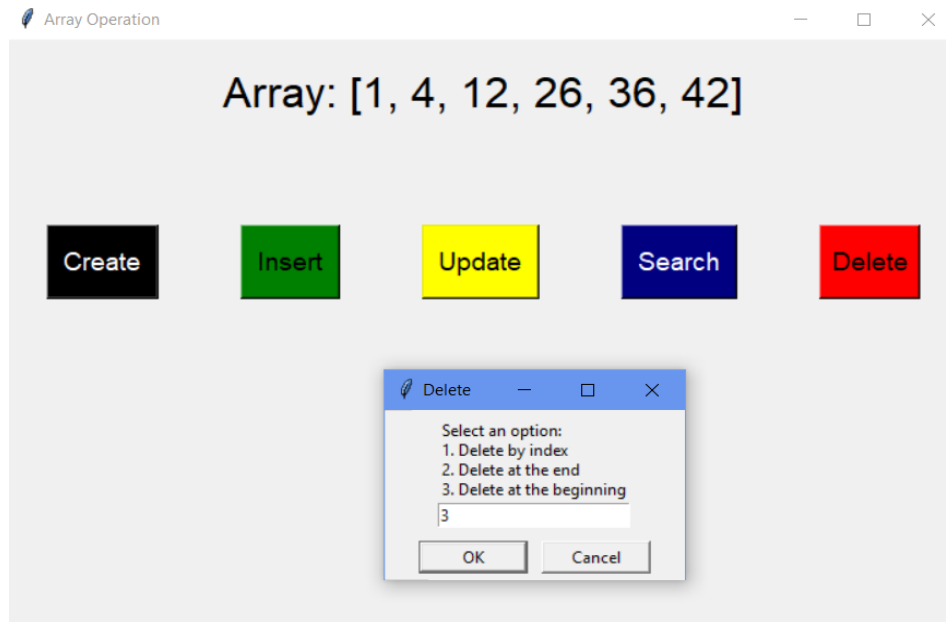 Array Operation
Array: [1, 4, 12, 26, 36, 42]
Create Insert Update Search Delete
Delete
Select an option:
1. Delete by index
2. Delete at the end
3. Delete at the beginning
3
OK Cancel